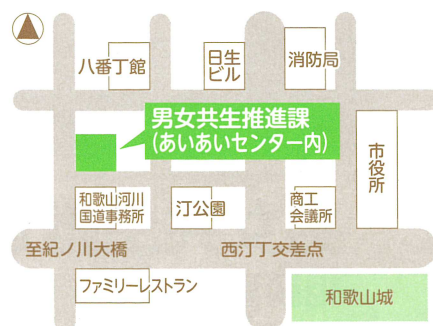 八番丁館
日生
ビル
消防局
男女共生推進課
(あいあいセンター内)
市役所
和歌山河川
国道事務所
汀公園
商工
会議所
至紀ノ川大橋
西汀丁交差点
ファミリーレストラン
和歌山城